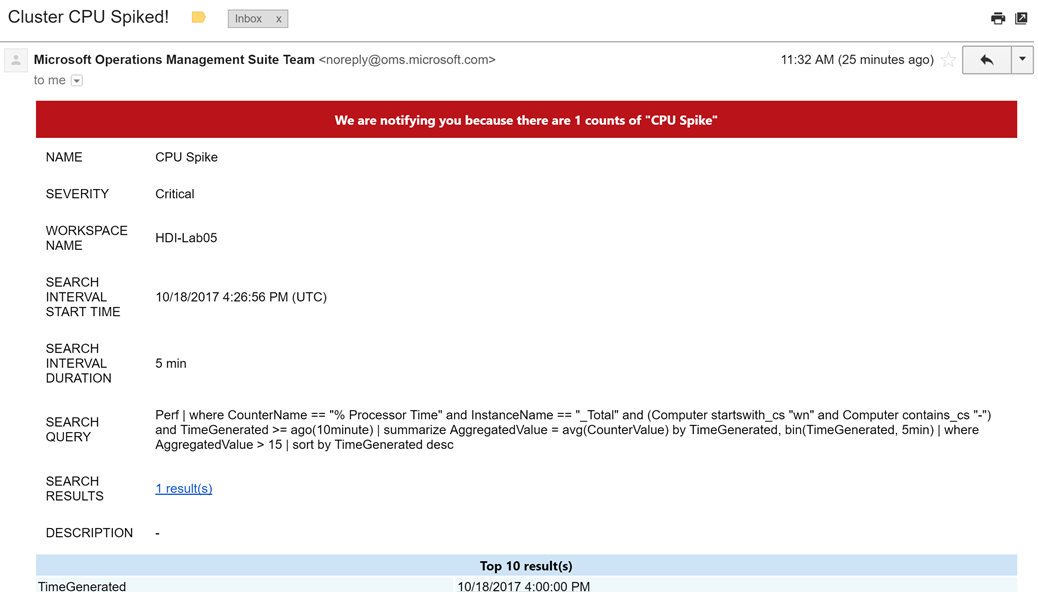 Cluster CPU Spiked!
Inbox x
Microsoft Operations Management Suite Team <noreply@oms.microsoft.com>
11:32 AM (25 minutes ago)
to me
We are notifying you because there are 1 counts of "CPU Spike"
NAME CPU Spike
SEVERITY Critical
WORKSPACE
NAME
HDI-Lab05
SEARCH
INTERVAL
START TIME
10/18/2017 4:26:56 PM (UTC)
SEARCH
INTERVAL
DURATION
5 min
SEARCH
QUERY
Perf | where CounterName == "% Processor Time" and InstanceName == "_Total" and (Computer startswith_cs "wn" and Computer contains_cs "-")
and TimeGenerated >= ago(10minute) | summarize AggregatedValue = avg(CounterValue) by TimeGenerated, bin(TimeGenerated, 5min) | where
AggregatedValue > 15 | sort by TimeGenerated desc
SEARCH
RESULTS
1 result(s)
DESCRIPTION -
Top 10 result(s)
TimeGenerated 10/18/2017 4:00:00 PM